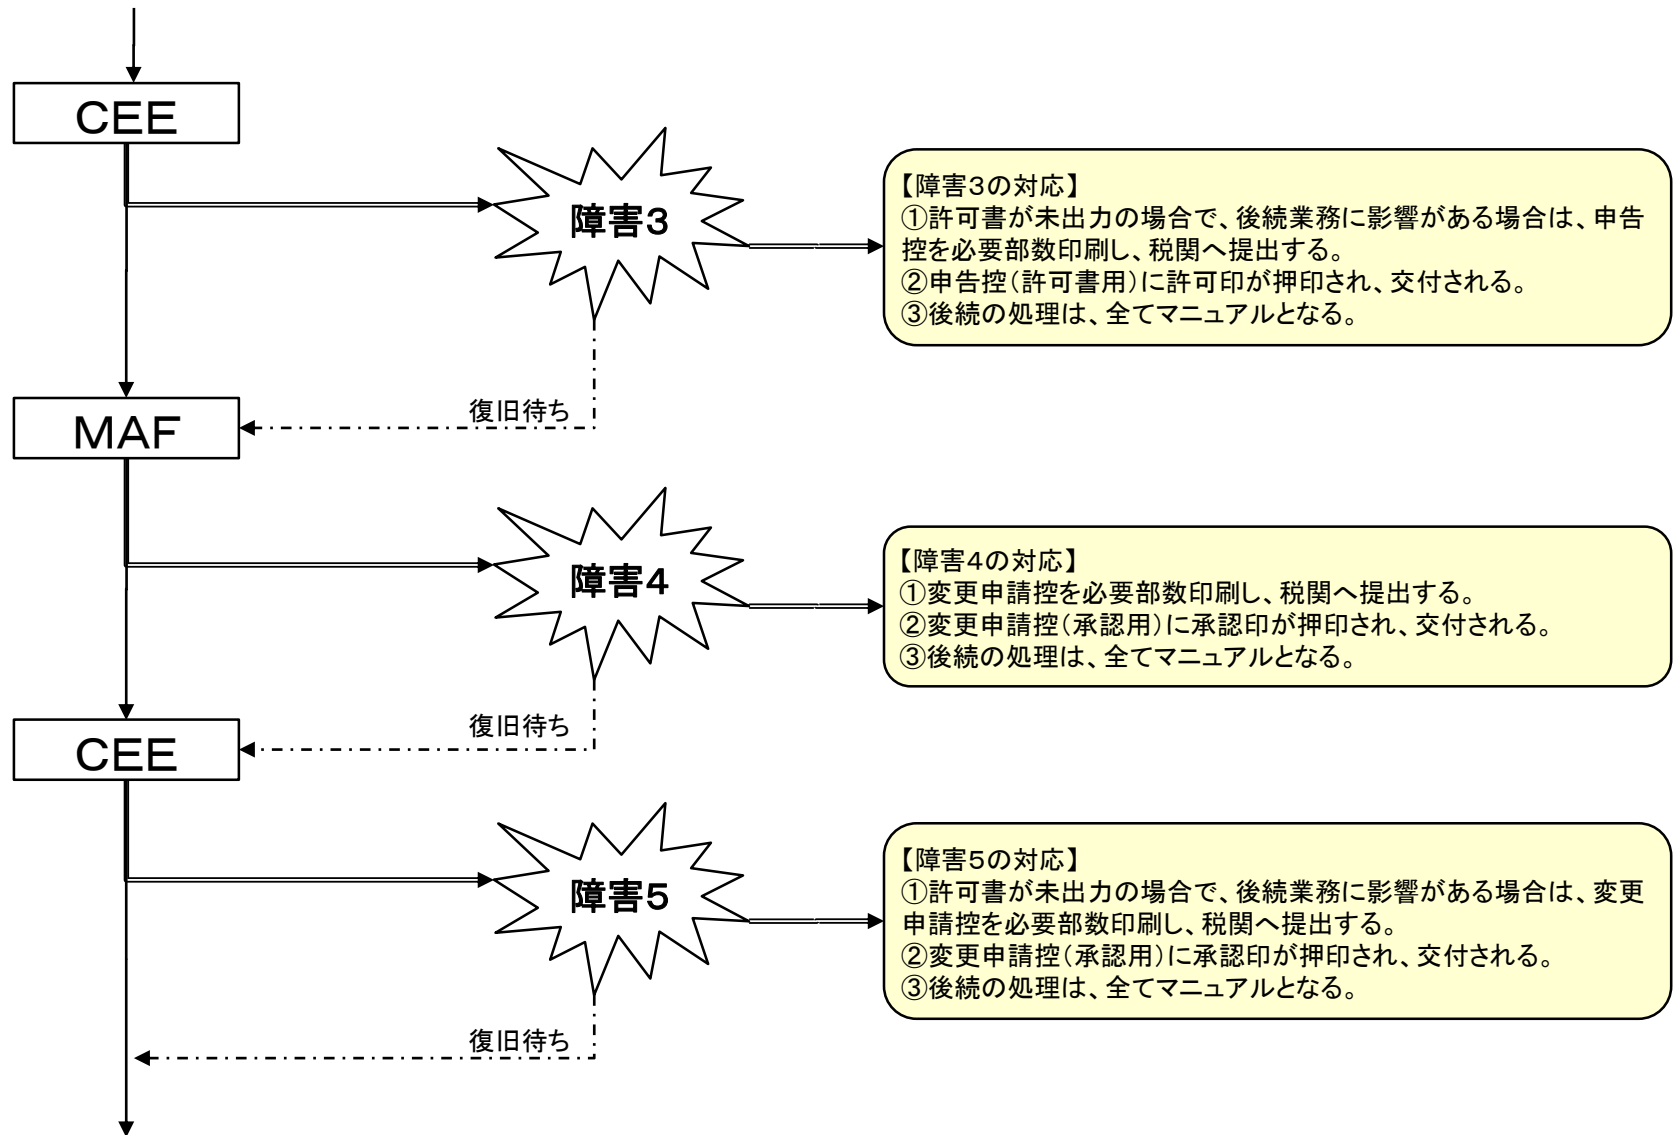 CEE
障害3
【障害3の対応】
①許可書が未出力の場合で、後続業務に影響がある場合は、申告
控を必要部数印刷し、税関へ提出する。
②申告控(許可書用)に許可印が押印され、交付される。
③後続の処理は、全てマニュアルとなる。
復旧待ち
MAF
障害4
【障害4の対応】
①変更申請控を必要部数印刷し、税関へ提出する。
②変更申請控(承認用)に承認印が押印され、交付される。
③後続の処理は、全てマニュアルとなる。
復旧待ち
CEE
障害5
【障害5の対応】
①許可書が未出力の場合で、後続業務に影響がある場合は、変更
申請控を必要部数印刷し、税関へ提出する。
②変更申請控(承認用)に承認印が押印され、交付される。
③後続の処理は、全てマニュアルとなる。
復旧待ち